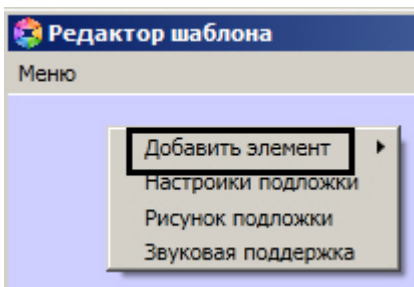 Редактор шаблона
Меню
Добавить элемент
Настройки подложки
Рисунок подложки
Звуковая поддержка